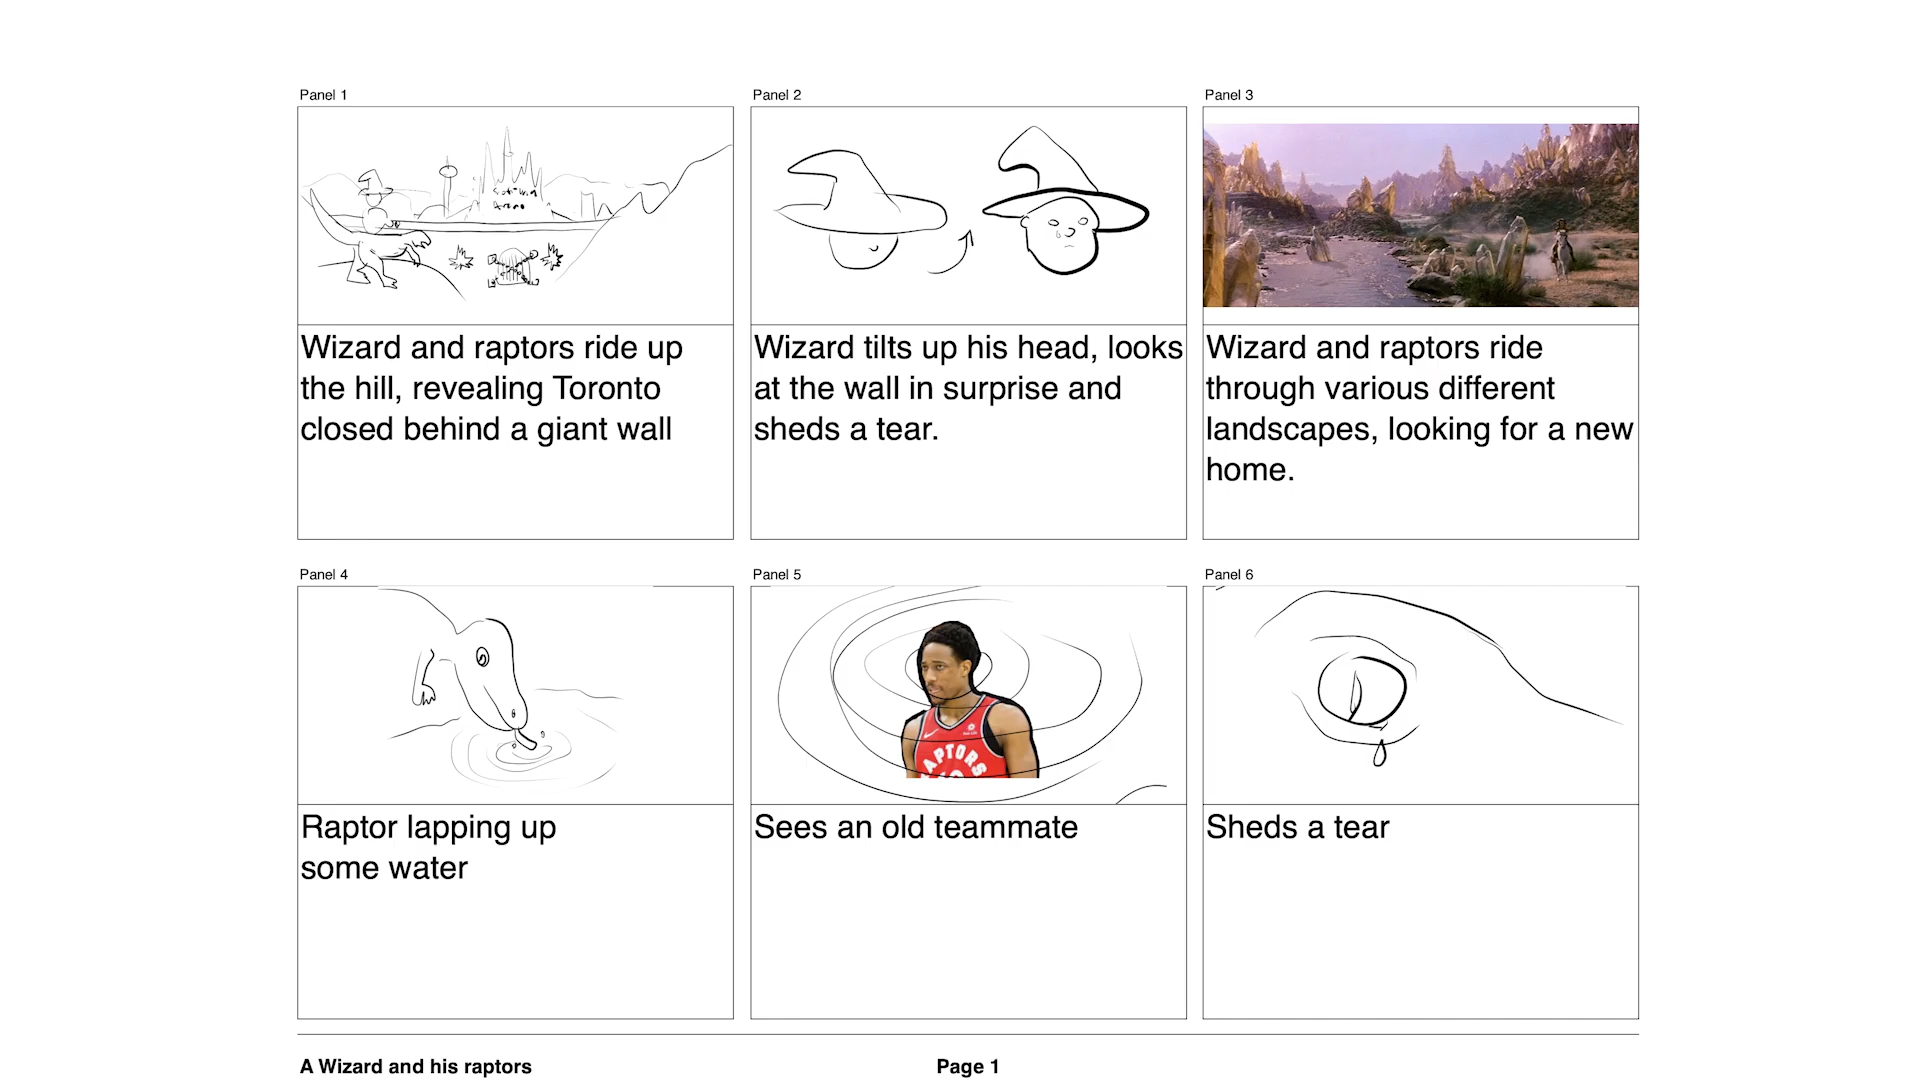 Panel 1
Panel 2
Panel 3
Wizard and raptors ride up
the hill, revealing Toronto
closed behind a giant wall
Wizard tilts up his head, looks
at the wall in surprise and
sheds a tear.
Wizard and raptors ride
through various different
landscapes, looking for a new
home.
Panel 4
Panel 5
Panel 6
Raptor lapping up
some water
Sees an old teammate
Sheds a tear
A Wizard and his raptors
Page 1